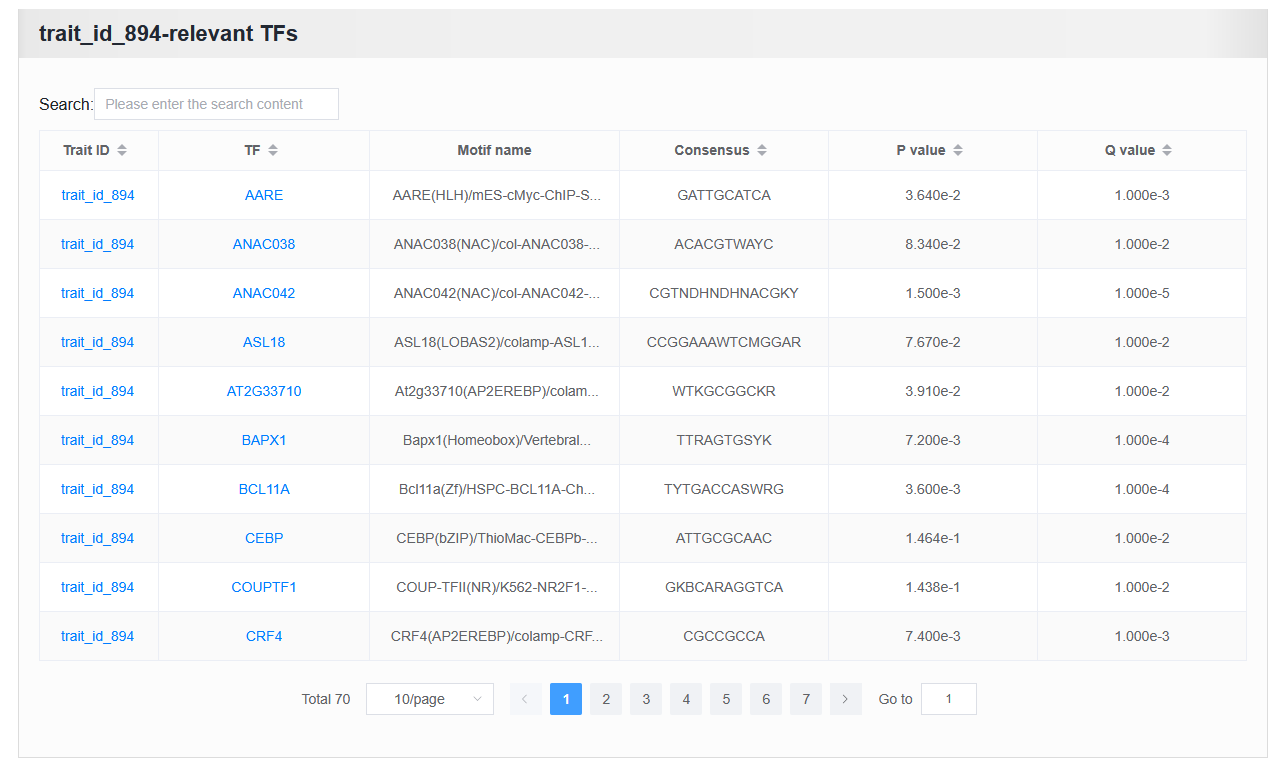 trait_id_894-relevant TFs
Search: Please enter the search content
Trait ID TF Motif name Consensus P value Q value
trait_id_894 AARE AARE(HLH)/mES-cMyc-ChIP-S... GATTGCATCA 3.640e-2 1.000e-3
trait_id_894 ANAC038 ANAC038(NAC)/col-ANAC038-... ACACGTWAYC 8.340e-2 1.000e-2
trait_id_894 ANAC042 ANAC042(NAC)/col-ANAC042-... CGTNDHNDHNACGKY 1.500e-3 1.000e-5
trait_id_894 ASL18 ASL18(LOBAS2)/colamp-ASL1... CCGGAAAWTCMGGAR 7.670e-2 1.000e-2
trait_id_894 AT2G33710 At2g33710(AP2EREBP)/colam... WTKGCGGCKR 3.910e-2 1.000e-2
trait_id_894 BAPX1 Bapx1(Homeobox)/Vertebral... TTRAGTGSYK 7.200e-3 1.000e-4
trait_id_894 BCL11A Bcl11a(Zf)/HSPC-BCL11A-Ch... TYTGACCASWRG 3.600e-3 1.000e-4
trait_id_894 CEBP CEBP(bZIP)/ThioMac-CEBPb-... ATTGCGCAAC 1.464e-1 1.000e-2
trait_id_894 COUPTF1 COUP-TFII(NR)/K562-NR2F1-... GKBCARAGGTCA 1.438e-1 1.000e-2
trait_id_894 CRF4 CRF4(AP2EREBP)/colamp-CRF... CGCCGCCA 7.400e-3 1.000e-3
Total 70 10/page 1 2 3 4 5 6 7 Go to 1